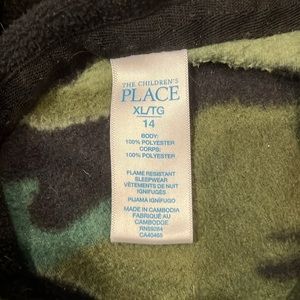 THE CHILDREN'S
PLACE
XL/TG
14
BODY:
100% POLYESTER
CORPS:
100% POLYESTER
FLAME RESISTANT
SLEEPWEAR
VÊTEMENTS DE NUIT
IGNIFUGÉS
PIJAMA IGNÍFUGO
MADE IN CAMBODIA
FABRIQUÉ AU
CAMBODGE
RN89284
CA40465